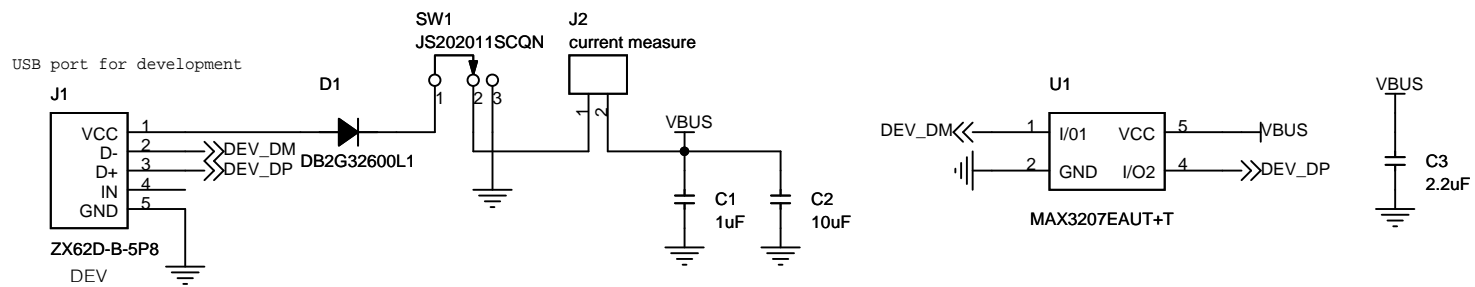 USB port for development
J1
VCC 1
D- 2
D+ 3
IN 4
GND 5
ZX62D-B-5P8
DEV
DEV_DM
DEV_DP
D1
DB2G32600L1
SW1
JS202011SCQN
1 2 3
J2
current measure
1 2
VBUS
C1
1uF
C2
10uF
U1
DEV_DM 1 I/01 VCC 5 VBUS
2 GND I/O2 4 DEV_DP
MAX3207EAUT+T
VBUS
C3
2.2uF